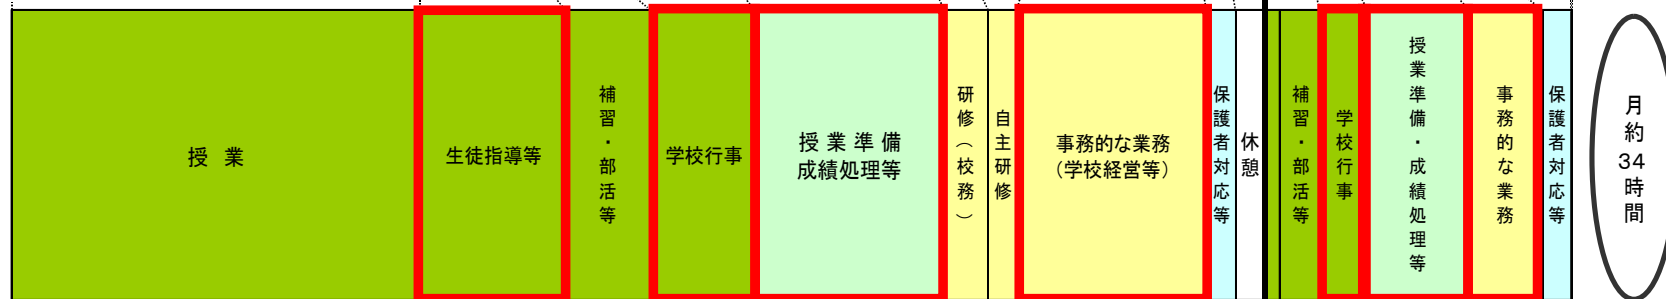 授 業
生徒指導等
補習・部活等
学校行事
授 業 準 備
成績処理等
研修（校務）
自主研修
事務的な業務
（学校経営等）
保護者対応等
休憩
補習・部活等
学校行事
授業準備・成績処理等
事務的な業務
保護者対応等
月約34時間